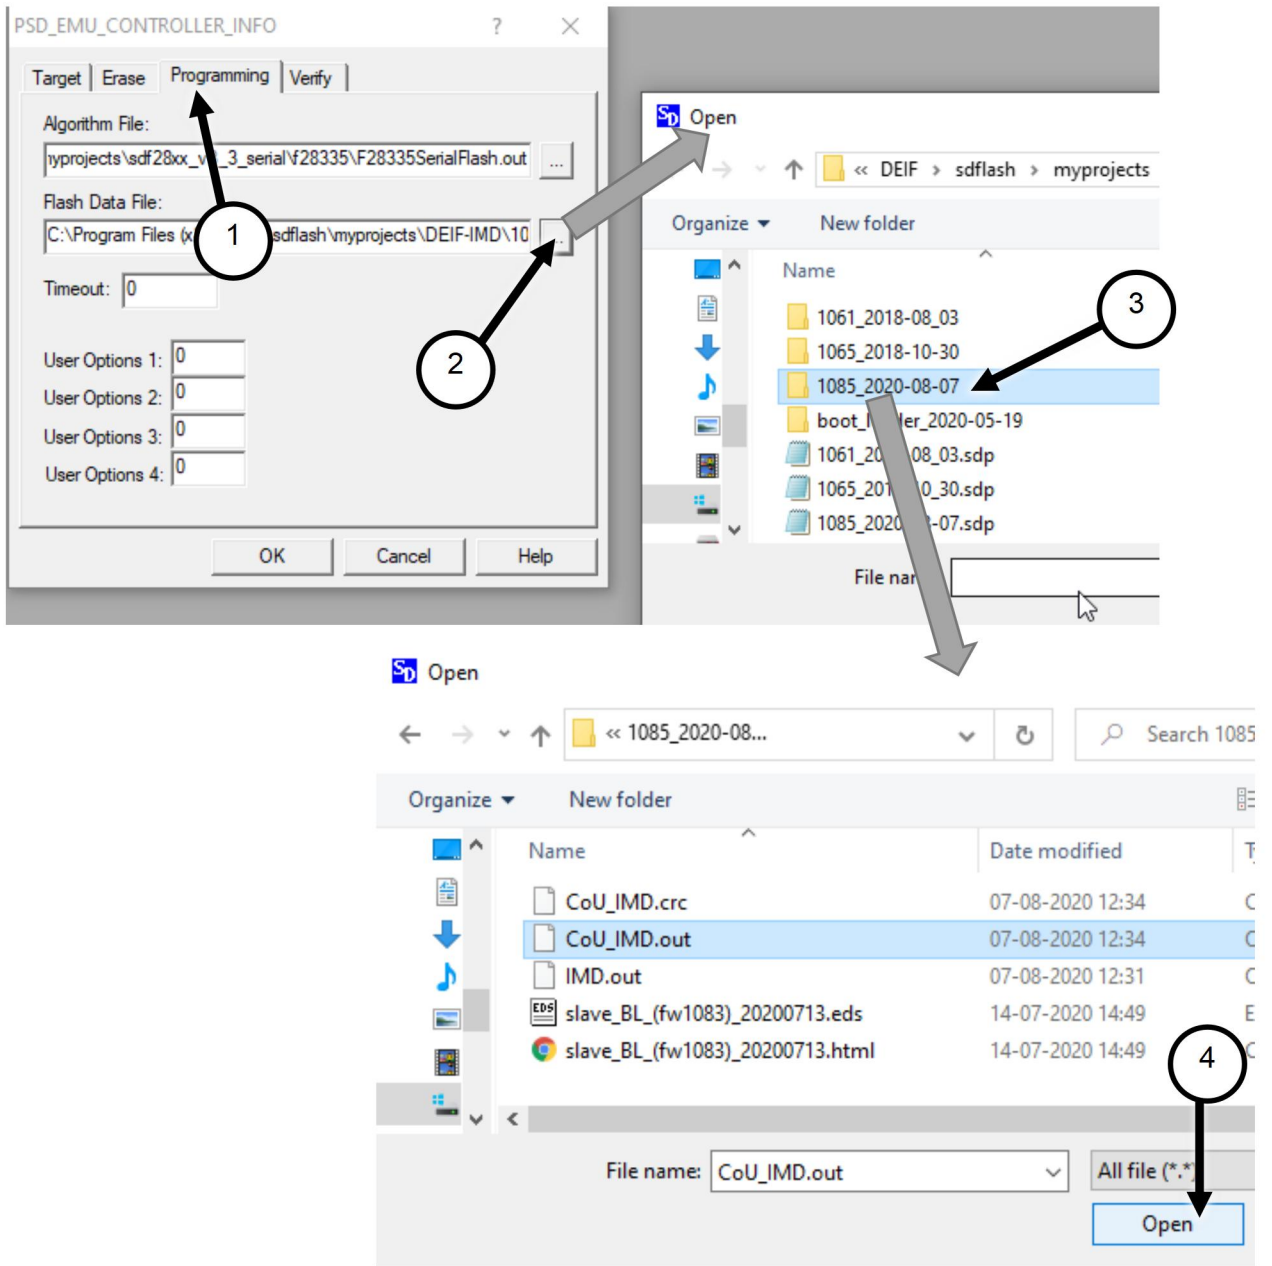 PSD_EMU_CONTROLLER_INFO ? ×
Target Erase Programming Verify
Algorithm File:
\sdf28xx_v3_3_serial\f28335\F28335SerialFlash.out ...
Flash Data File:
C:\Program Files sdflash\myprojects\DEIF-IMD\10 ...
1
Timeout: 0
2
User Options 1: 0
User Options 2: 0
User Options 3: 0
User Options 4: 0
OK Cancel Help
SD Open
« DEIF > sdflash > myprojects
Organize New folder
Name
3
1061_2018-08_03
1065_2018-10-30
1085_2020-08-07
2020-05-19
1061_20 08_03.sdp
1065_201 0_30.sdp
1085_2020 -07.sdp
File
SD Open
« 1085_2020-08... Search 1085
Organize New folder
Name Date modified
CoU_IMD.crc 07-08-2020 12:34
CoU_IMD.out 07-08-2020 12:34
IMD.out 07-08-2020 12:31
EDS slave_BL_(fw1083)_20200713.eds 14-07-2020 14:49 E
slave_BL_(fw1083)_20200713.html 14-07-2020 14:49
4
File name: CoU_IMD.out All file (*.*)
Open